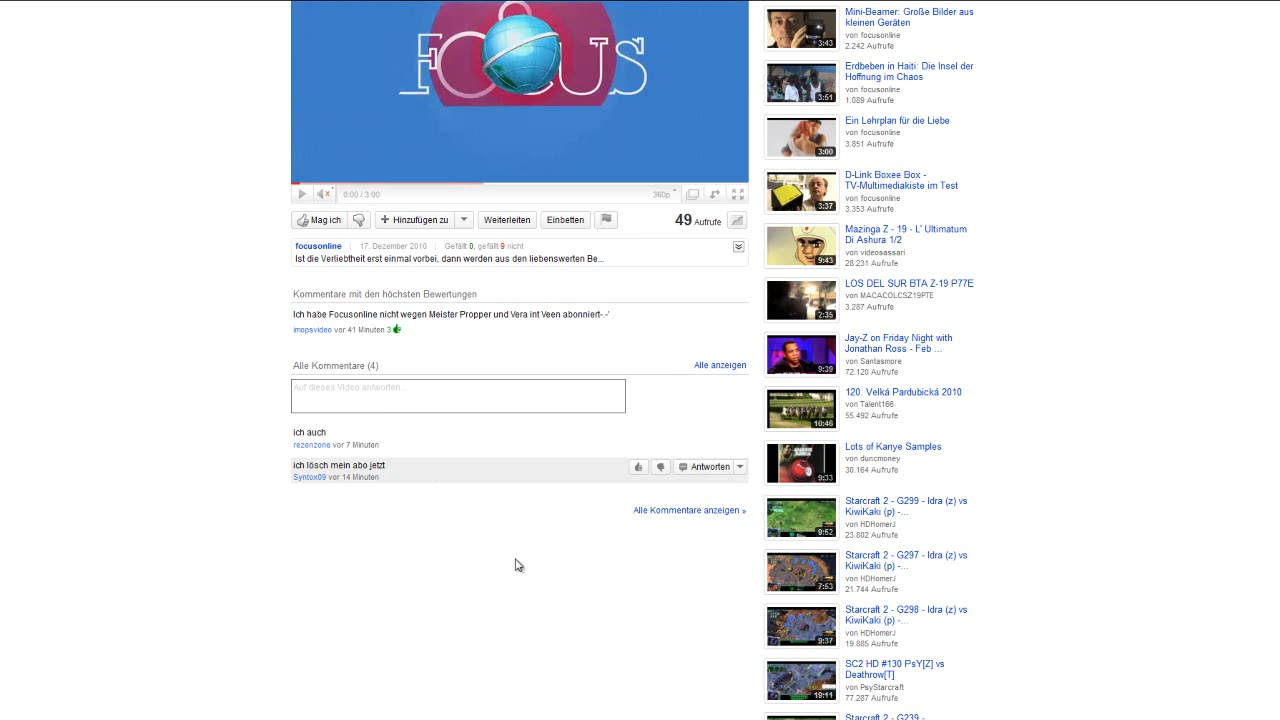 FOCUS
0:00 / 3:00
360p
Mag ich
Hinzufügen zu
Weiterleiten
Einbetten
49 Aufrufe
focusonline
17. Dezember 2010
Gefällt 0, gefällt 9 nicht
Ist die Verliebtheit erst einmal vorbei, dann werden aus den liebenswerten Be...
Kommentare mit den höchsten Bewertungen
Ich habe Focusonline nicht wegen Meister Propper und Vera int Veen abonniert-.-'
imopsvideo vor 41 Minuten 3
Alle Kommentare (4)
Alle anzeigen
Auf dieses Video antworten...
ich auch
rezenzone vor 7 Minuten
ich lösch mein abo jetzt
Syntox09 vor 14 Minuten
Antworten
Alle Kommentare anzeigen »
3:43
Mini-Beamer: Große Bilder aus
kleinen Geräten
von focusonline
2.242 Aufrufe
3:51
Erdbeben in Haiti: Die Insel der
Hoffnung im Chaos
von focusonline
1.089 Aufrufe
3:00
Ein Lehrplan für die Liebe
von focusonline
3.851 Aufrufe
3:37
D-Link Boxee Box -
TV-Multimediakiste im Test
von focusonline
3.353 Aufrufe
9:43
Mazinga Z - 19 - L' Ultimatum
Di Ashura 1/2
von videosassari
28.231 Aufrufe
2:35
LOS DEL SUR BTA Z-19 P77E
von MACACOLCSZ19PTE
3.287 Aufrufe
9:39
Jay-Z on Friday Night with
Jonathan Ross - Feb ...
von Santasmore
72.120 Aufrufe
10:46
120. Velká Pardubická 2010
von Talent166
55.492 Aufrufe
9:33
Lots of Kanye Samples
von duncmoney
30.164 Aufrufe
9:52
Starcraft 2 - G299 - Idra (z) vs
KiwiKaki (p) -...
von HDHomerJ
23.802 Aufrufe
7:53
Starcraft 2 - G297 - Idra (z) vs
KiwiKaki (p) -...
von HDHomerJ
21.744 Aufrufe
9:37
Starcraft 2 - G298 - Idra (z) vs
KiwiKaki (p) -...
von HDHomerJ
19.885 Aufrufe
19:11
SC2 HD #130 PsY[Z] vs
Deathrow[T]
von PsyStarcraft
77.287 Aufrufe
Starcraft 2 - G239 -